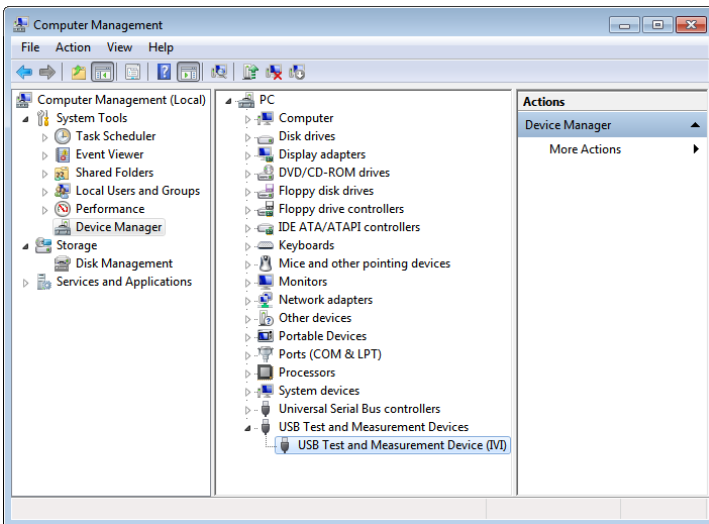 Computer Management
File Action View Help
Computer Management (Local)
System Tools
Task Scheduler
Event Viewer
Shared Folders
Local Users and Groups
Performance
Device Manager
Storage
Disk Management
Services and Applications
PC
Computer
Disk drives
Display adapters
DVD/CD-ROM drives
Floppy disk drives
Floppy drive controllers
IDE ATA/ATAPI controllers
Keyboards
Mice and other pointing devices
Monitors
Network adapters
Other devices
Portable Devices
Ports (COM & LPT)
Processors
System devices
Universal Serial Bus controllers
USB Test and Measurement Devices
USB Test and Measurement Device (IVI)
Actions
Device Manager
More Actions